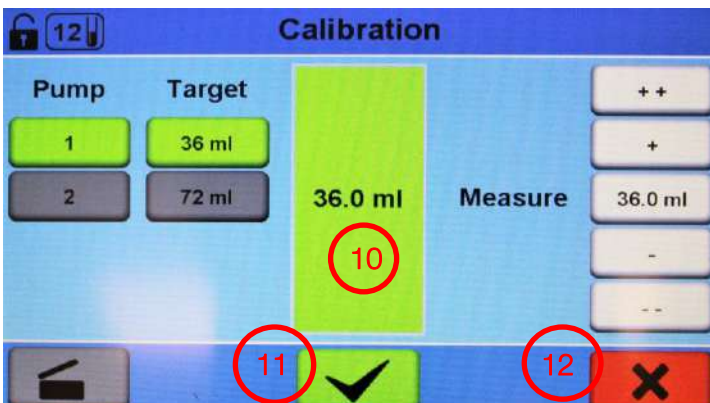 12
Calibration
Pump
Target
++
1
36 ml
+
2
72 ml
36.0 ml
Measure
36.0 ml
10
-
--
11
12